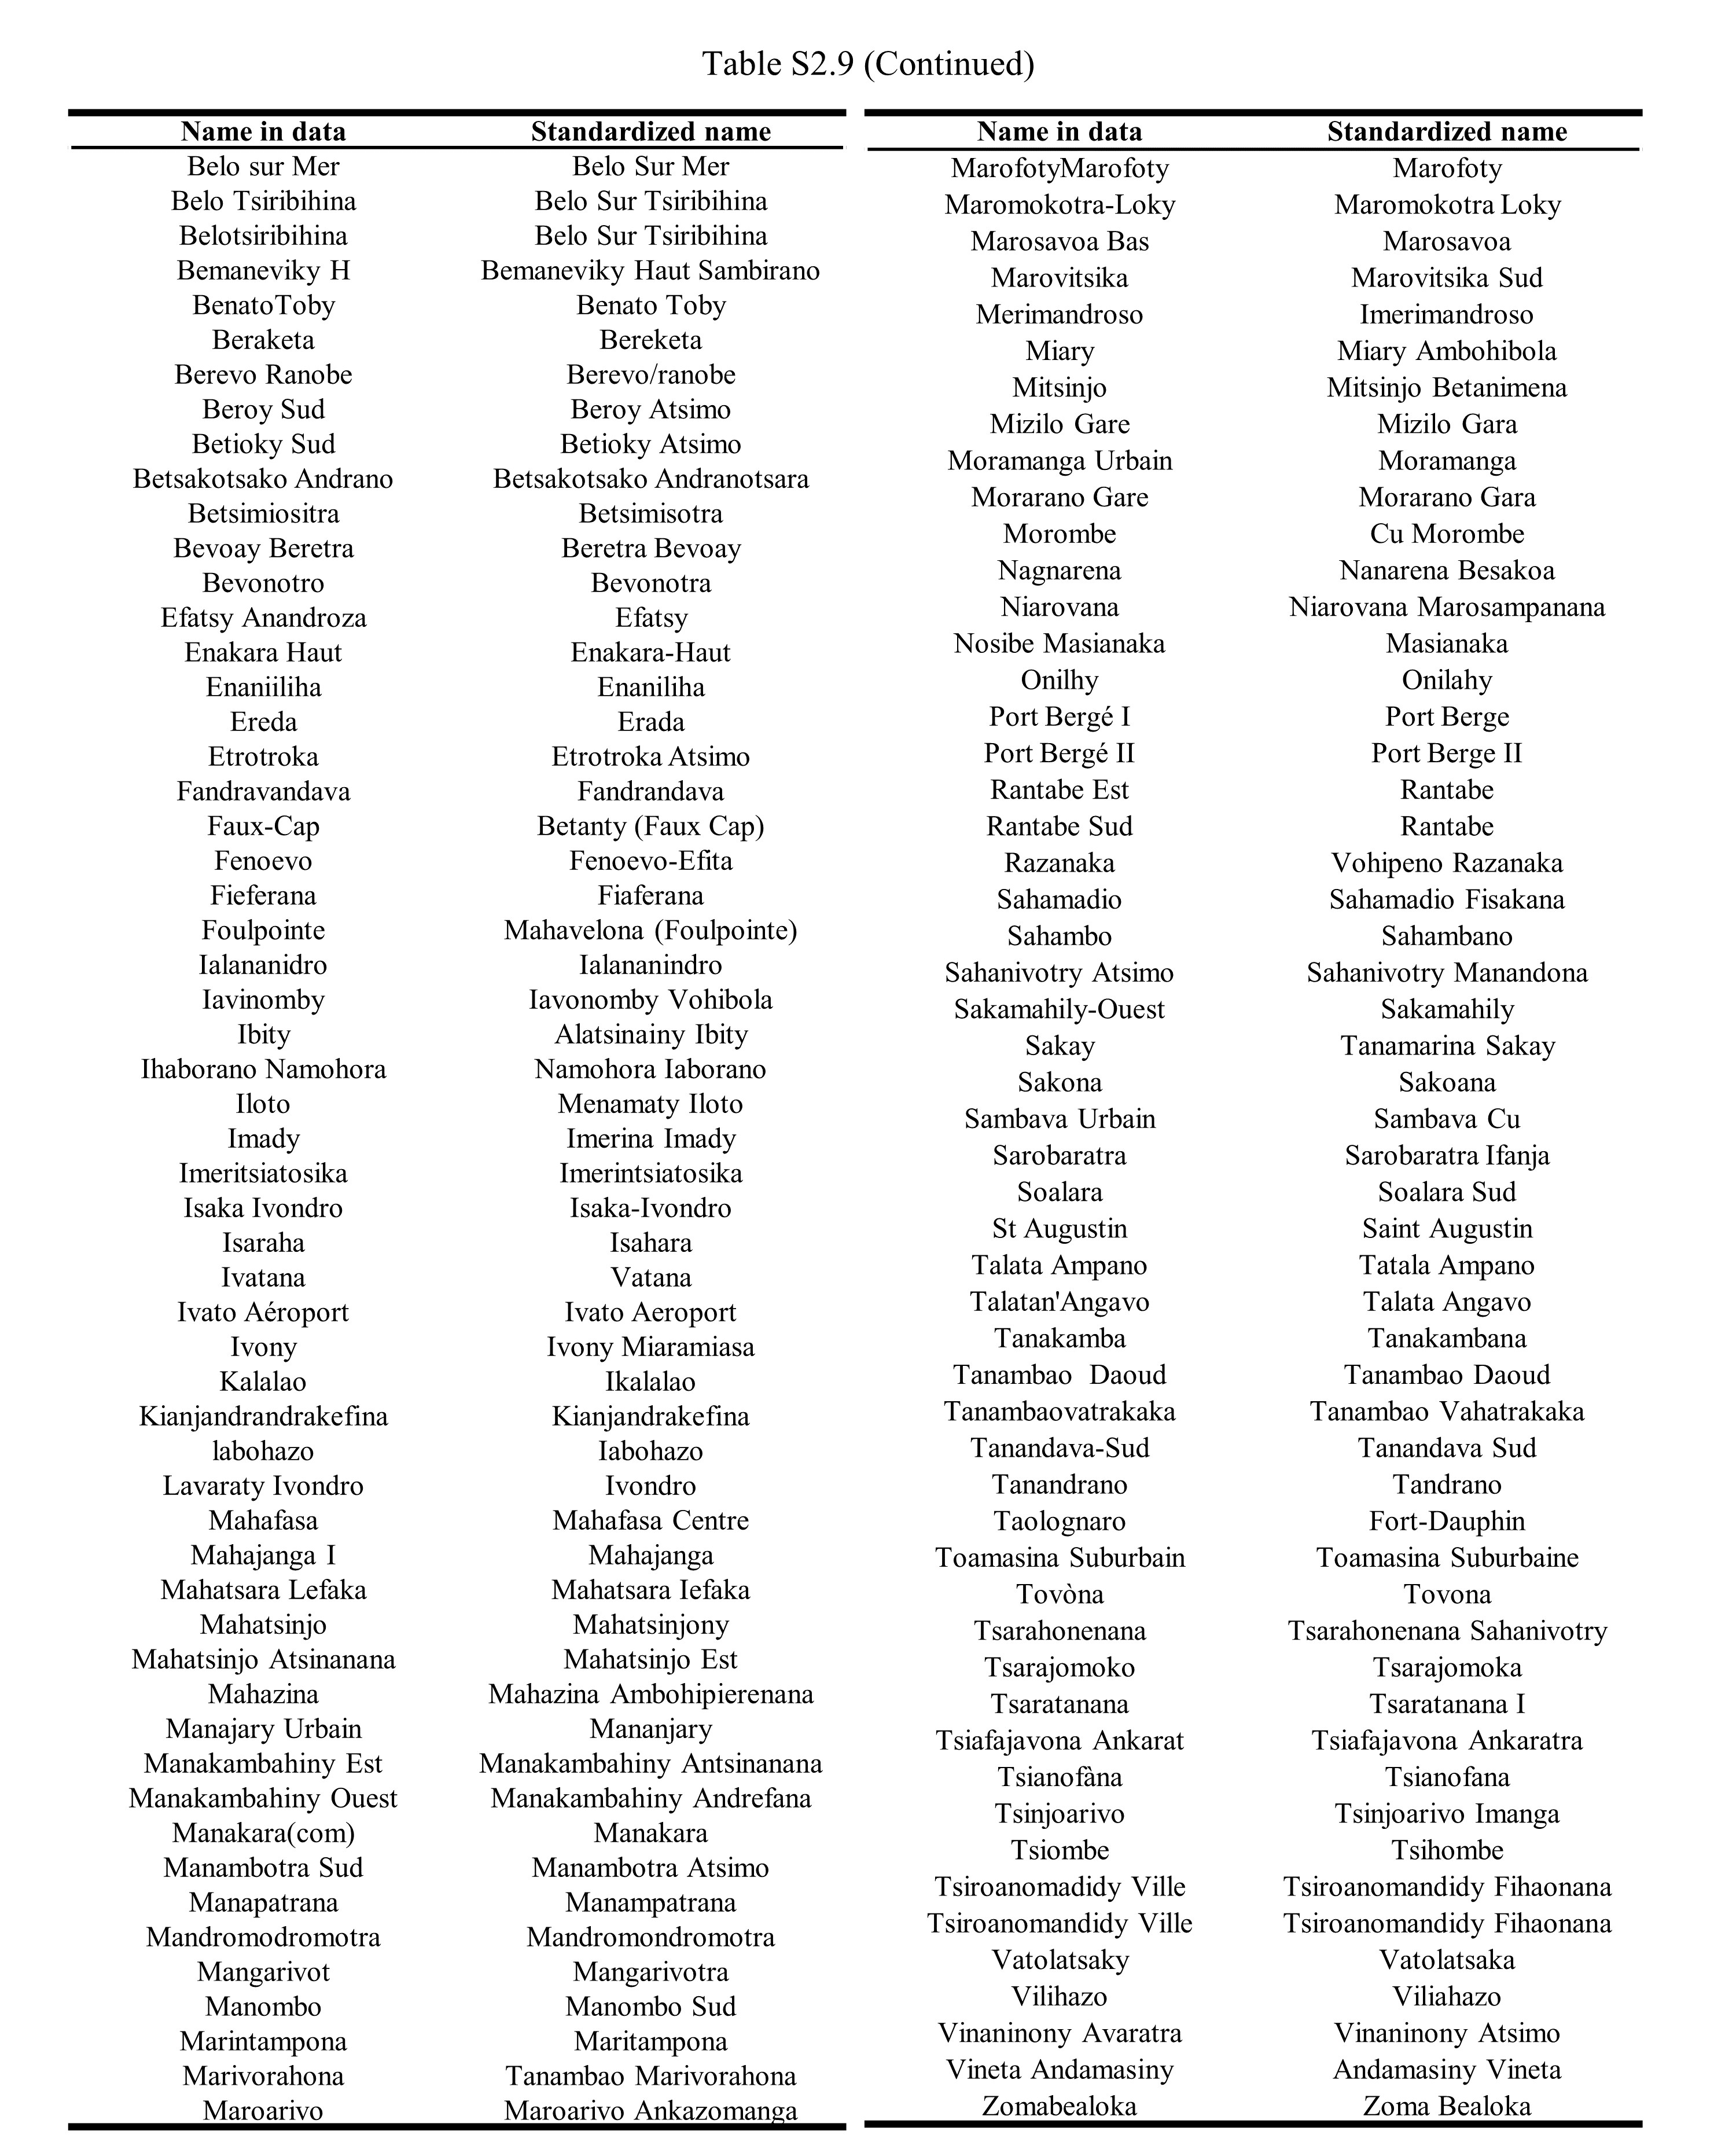 Table S2.9 (Continued)
Name in data Standardized name
Belo sur Mer Belo Sur Mer
Belo Tsiribihina Belo Sur Tsiribihina
Belotsiribihina Belo Sur Tsiribihina
Bemaneviky H Bemaneviky Haut Sambirano
BenatoToby Benato Toby
Beraketa Bereketa
Berevo Ranobe Berevo/ranobe
Beroy Sud Beroy Atsimo
Betioky Sud Betioky Atsimo
Betsakotsako Andrano Betsakotsako Andranotsara
Betsimiositra Betsimisotra
Bevoay Beretra Beretra Bevoay
Bevonotro Bevonotra
Efatsy Anandroza Efatsy
Enakara Haut Enakara-Haut
Enaniiliha Enaniliha
Ereda Erada
Etrotroka Etrotroka Atsimo
Fandravandava Fandrandava
Faux-Cap Betanty (Faux Cap)
Fenoevo Fenoevo-Efita
Fieferana Fiaferana
Foulpointe Mahavelona (Foulpointe)
Ialananidro Ialananindro
Iavinomby Iavonomby Vohibola
Ibity Alatsinainy Ibity
Ihaborano Namohora Namohora Iaborano
Iloto Menamaty Iloto
Imady Imerina Imady
Imeritsiatosika Imerintsiatosika
Isaka Ivondro Isaka-Ivondro
Isaraha Isahara
Ivatana Vatana
Ivato Aéroport Ivato Aeroport
Ivony Ivony Miaramiasa
Kalalao Ikalalao
Kianjandrandrakefina Kianjandrakefina
labohazo Iabohazo
Lavaraty Ivondro Ivondro
Mahafasa Mahafasa Centre
Mahajanga I Mahajanga
Mahatsara Lefaka Mahatsara Iefaka
Mahatsinjo Mahatsinjony
Mahatsinjo Atsinanana Mahatsinjo Est
Mahazina Mahazina Ambohipierenana
Manajary Urbain Mananjary
Manakambahiny Est Manakambahiny Antsinanana
Manakambahiny Ouest Manakambahiny Andrefana
Manakara(com) Manakara
Manambotra Sud Manambotra Atsimo
Manapatrana Manampatrana
Mandromodromotra Mandromondromotra
Mangarivot Mangarivotra
Manombo Manombo Sud
Marintampona Maritampona
Marivorahona Tanambao Marivorahona
Maroarivo Maroarivo Ankazomanga
Name in data Standardized name
MarofotyMarofoty Marofoty
Maromokotra-Loky Maromokotra Loky
Marosavoa Bas Marosavoa
Marovitsika Marovitsika Sud
Merimandroso Imerimandroso
Miary Miary Ambohibola
Mitsinjo Mitsinjo Betanimena
Mizilo Gare Mizilo Gara
Moramanga Urbain Moramanga
Morarano Gare Morarano Gara
Morombe Cu Morombe
Nagnarena Nanarena Besakoa
Niarovana Niarovana Marosampanana
Nosibe Masianaka Masianaka
Onilhy Onilahy
Port Bergé I Port Berge
Port Bergé II Port Berge II
Rantabe Est Rantabe
Rantabe Sud Rantabe
Razanaka Vohipeno Razanaka
Sahamadio Sahamadio Fisakana
Sahambo Sahambano
Sahanivotry Atsimo Sahanivotry Manandona
Sakamahily-Ouest Sakamahily
Sakay Tanamarina Sakay
Sakona Sakoana
Sambava Urbain Sambava Cu
Sarobaratra Sarobaratra Ifanja
Soalara Soalara Sud
St Augustin Saint Augustin
Talata Ampano Tatala Ampano
Talatan'Angavo Talata Angavo
Tanakamba Tanakambana
Tanambao  Daoud Tanambao Daoud
Tanambaovatrakaka Tanambao Vahatrakaka
Tanandava-Sud Tanandava Sud
Tanandrano Tandrano
Taolognaro Fort-Dauphin
Toamasina Suburbain Toamasina Suburbaine
Tovòna Tovona
Tsarahonenana Tsarahonenana Sahanivotry
Tsarajomoko Tsarajomoka
Tsaratanana Tsaratanana I
Tsiafajavona Ankarat Tsiafajavona Ankaratra
Tsianofàna Tsianofana
Tsinjoarivo Tsinjoarivo Imanga
Tsiombe Tsihombe
Tsiroanomadidy Ville Tsiroanomandidy Fihaonana
Tsiroanomandidy Ville Tsiroanomandidy Fihaonana
Vatolatsaky Vatolatsaka
Vilihazo Viliahazo
Vinaninony Avaratra Vinaninony Atsimo
Vineta Andamasiny Andamasiny Vineta
Zomabealoka Zoma Bealoka